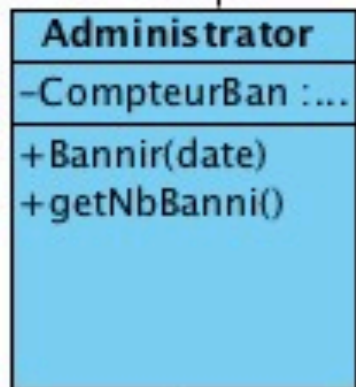 Administrator
-CompteurBan :...
+Bannir(date)
+getNbBanni()